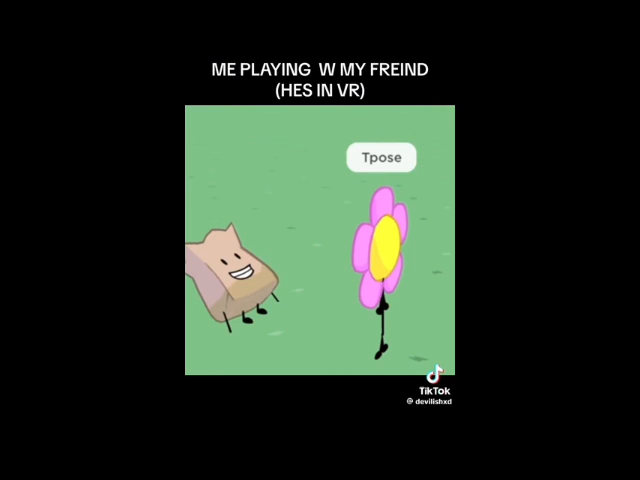 ME PLAYING  W MY FREIND
(HES IN VR)
Tpose
TikTok
@ devilishxd